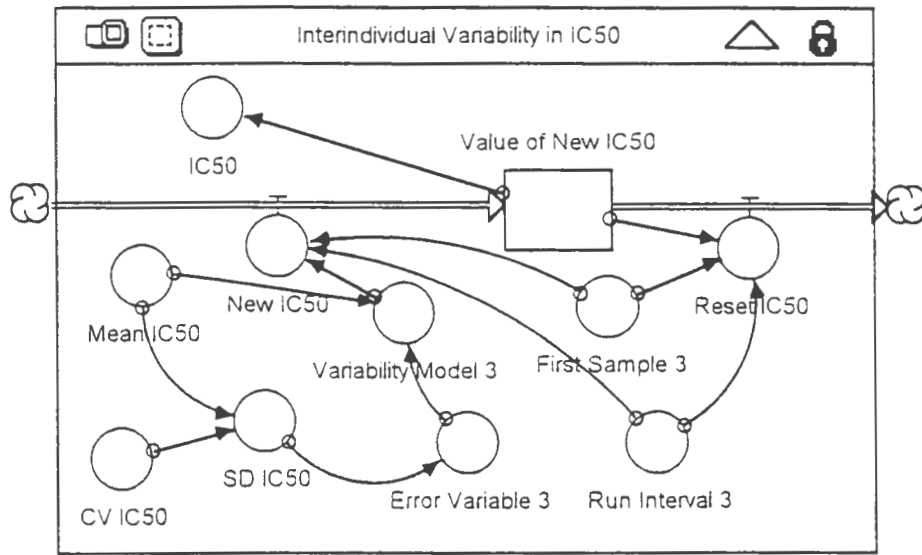 Interindividual Variability in IC50
IC50
Value of New IC50
Mean IC50
New IC50
Reset IC50
Variability Model 3
First Sample 3
CV IC50
SD IC50
Error Variable 3
Run Interval 3